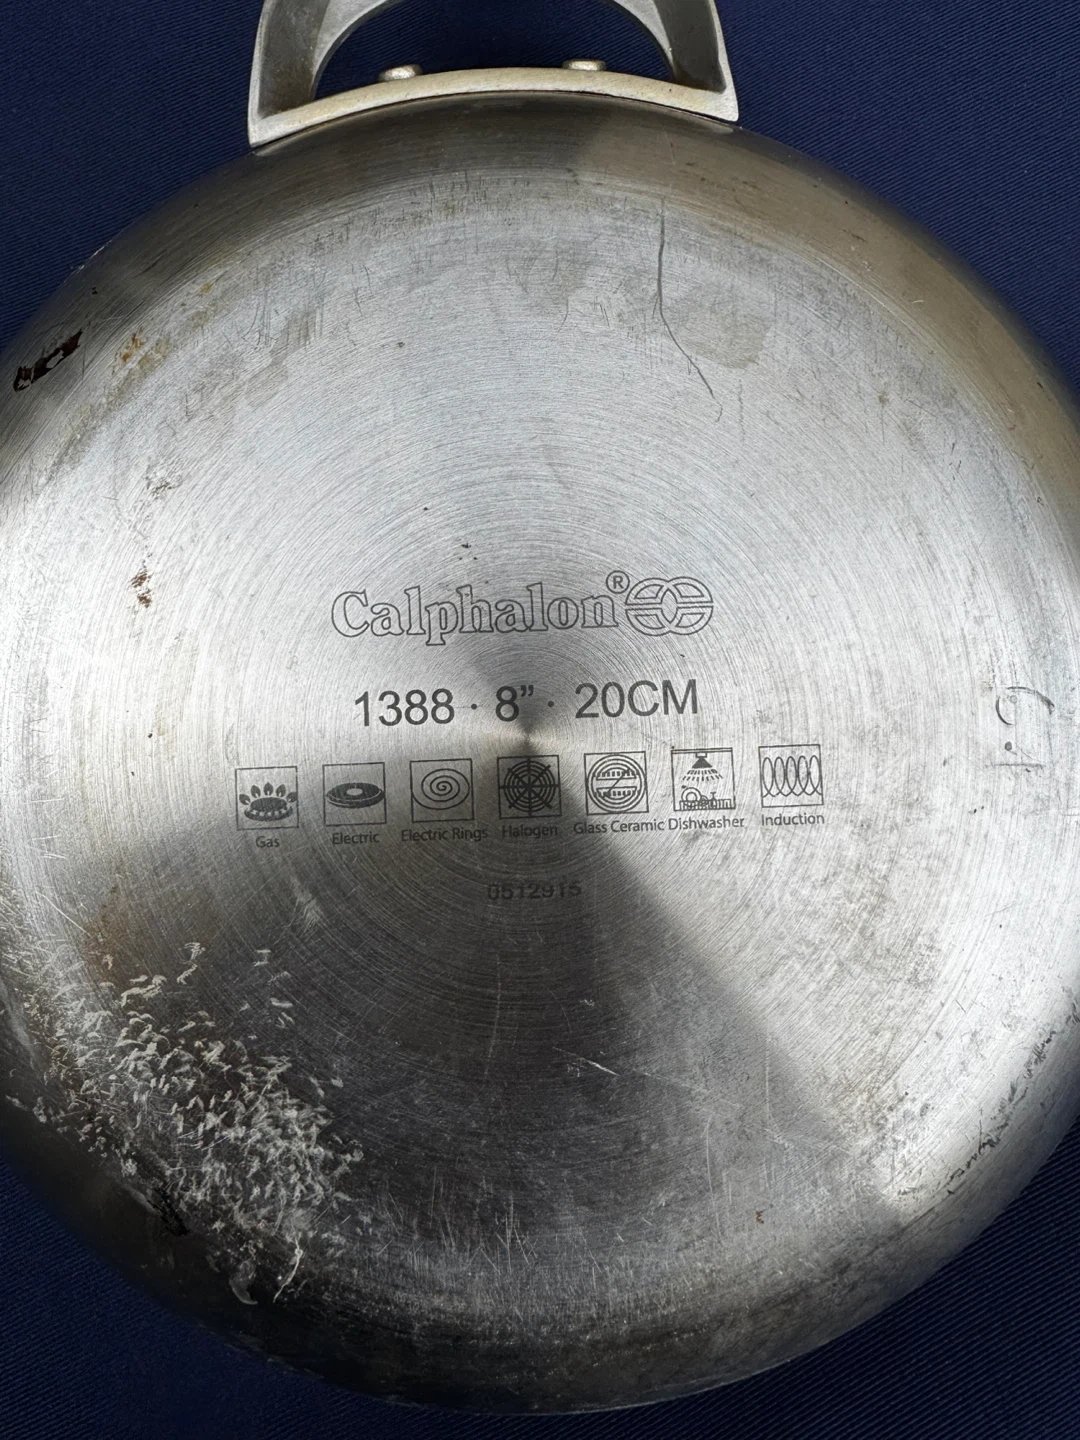 Calphalon®
1388 · 8” · 20CM
Gas Electric Electric Rings Halogen Glass Ceramic Dishwasher Induction
0512915